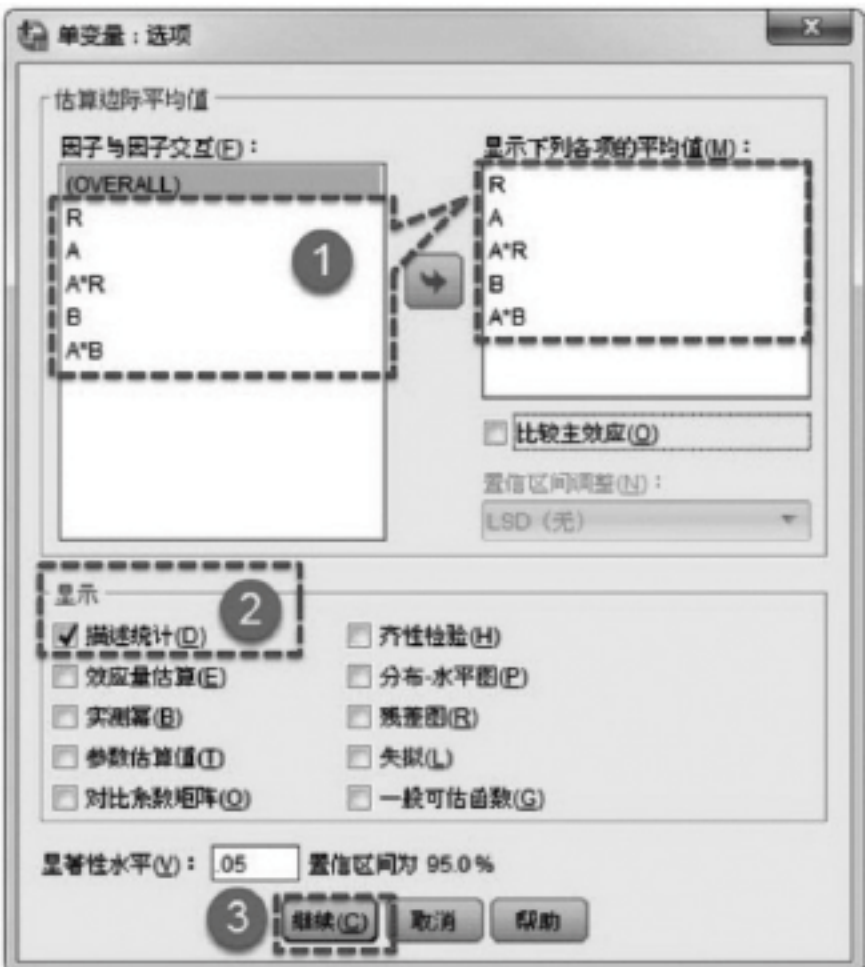 单变量：选项
估算边际平均值
因子与因子交互(F)：
(OVERALL)
R
A
A*R
B
A*B
1
显示下列各项的平均值(M)：
R
A
A*R
B
A*B
比较主效应(O)
置信区间调整(N)：
LSD（无）
显示
2
描述统计(D)
齐性检验(H)
效应量估算(E)
分布-水平图(P)
实测幂(B)
残差图(R)
参数估算值(T)
失拟(L)
对比系数矩阵(O)
一般可估函数(G)
显著性水平(V)： .05 置信区间为 95.0 %
3 继续(C) 取消 帮助